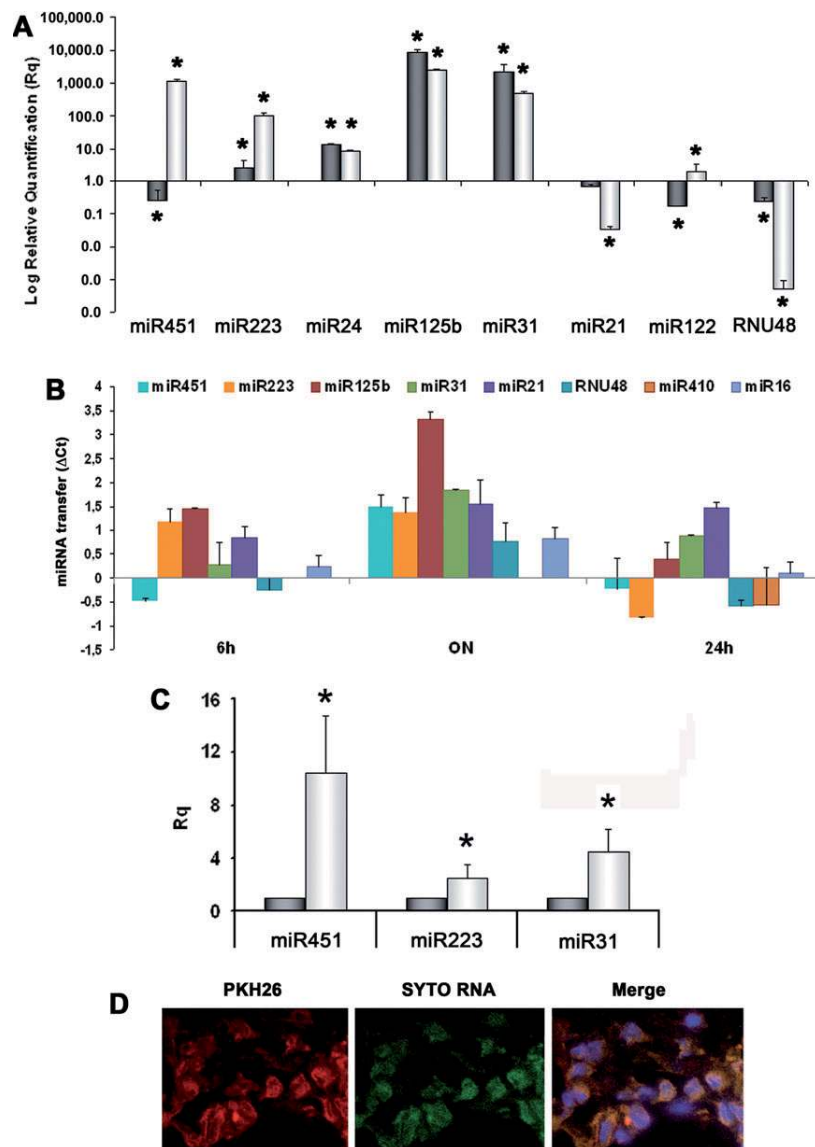 A
Log Relative Quantification (Rq)
100,000.0
10,000.0
1,000.0
100.0
10.0
1.0
0.1
0.0
0.0
0.0
* * * * * * * * * * * * * * *
miR451 miR223 miR24 miR125b miR31 miR21 miR122 RNU48
B
miRNA transfer (ΔCt)
miR451 miR223 miR125b miR31 miR21 RNU48 miR410 miR16
4
3,5
3
2,5
2
1,5
1
0,5
0
-0,5
-1
-1,5
6h ON 24h
C
Rq
16
12
8
4
0
* * *
miR451 miR223 miR31
D
PKH26 SYTO RNA Merge